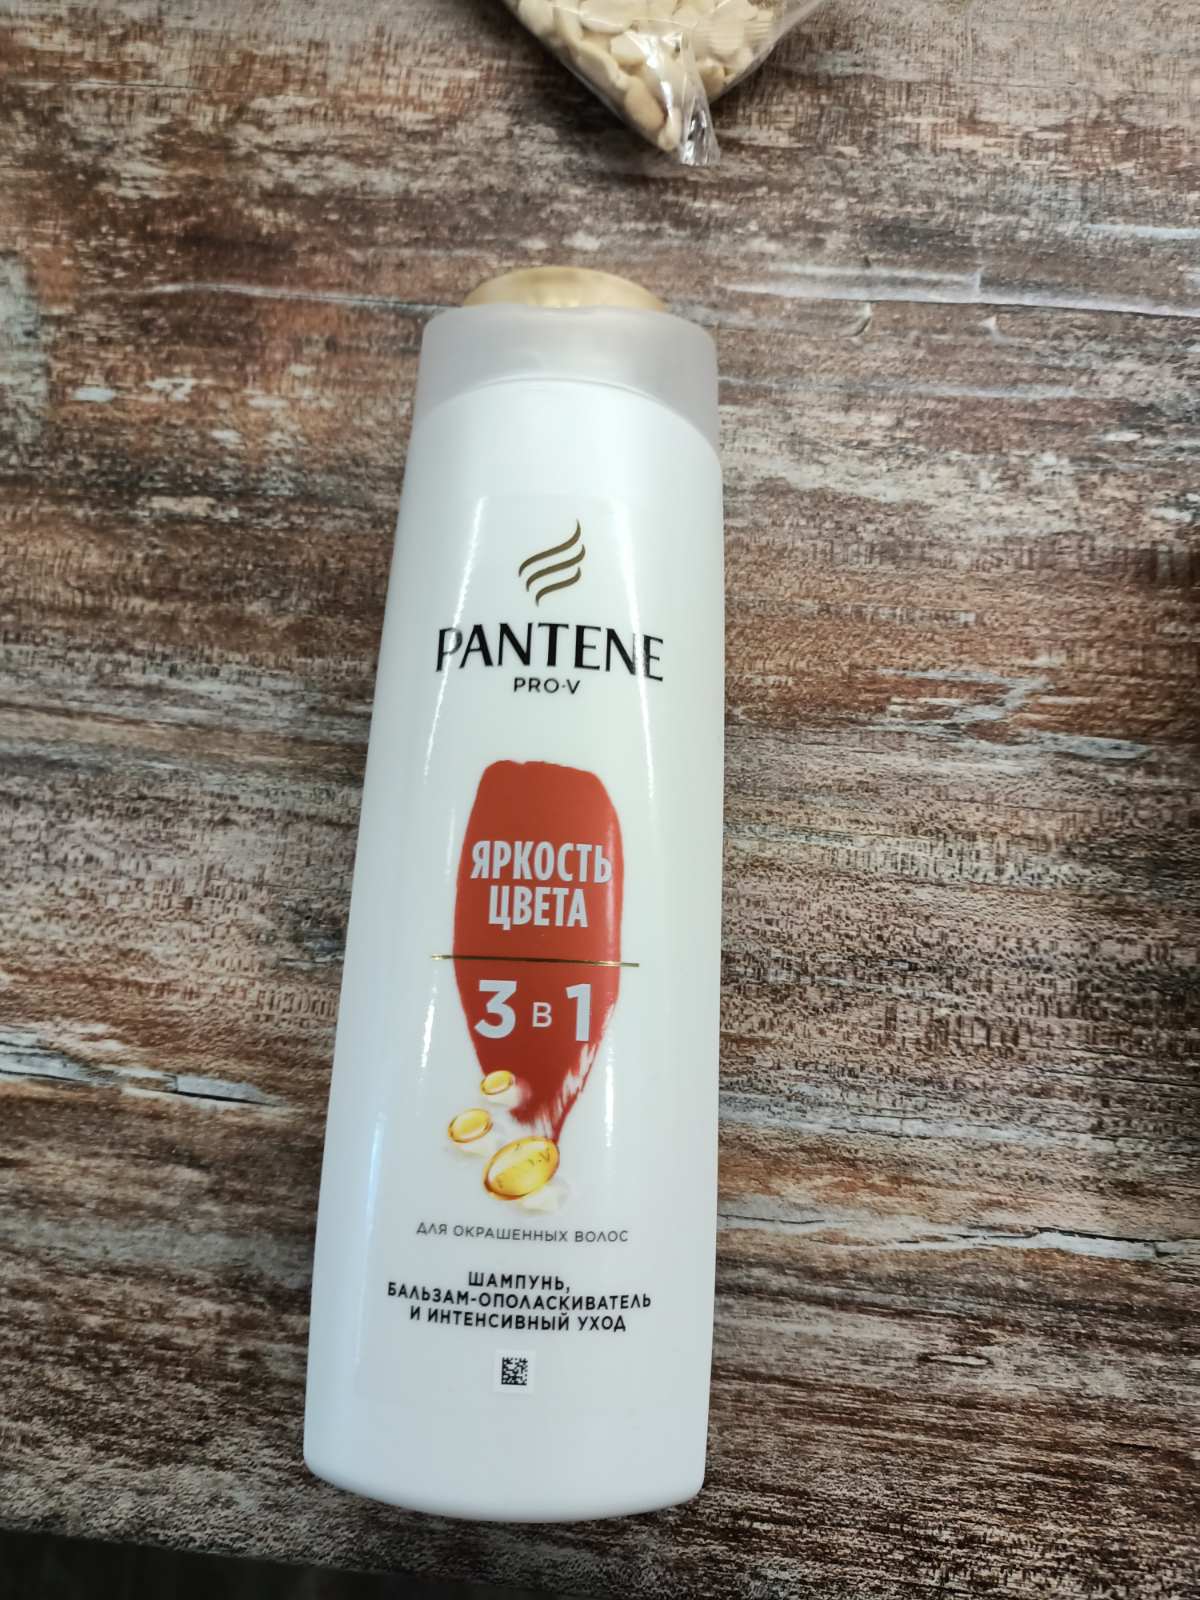 PANTENE
PRO-V
ЯРКОСТЬ
ЦВЕТА
3 в 1
ДЛЯ ОКРАШЕННЫХ ВОЛОС
ШАМПУНЬ,
БАЛЬЗАМ-ОПОЛАСКИВАТЕЛЬ
И ИНТЕНСИВНЫЙ УХОД